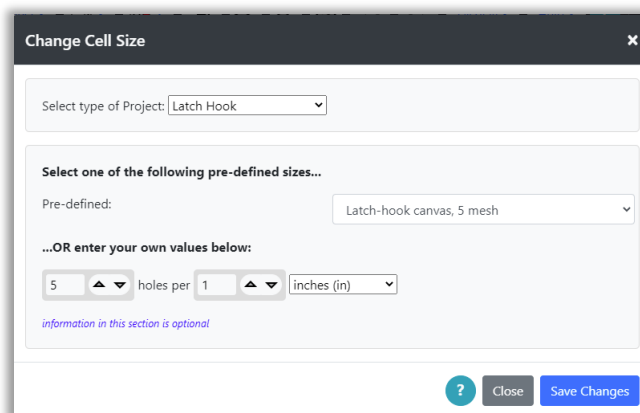 Change Cell Size ×
Select type of Project: Latch Hook
Select one of the following pre-defined sizes...
Pre-defined: Latch-hook canvas, 5 mesh
...OR enter your own values below:
5 holes per 1 inches (in)
information in this section is optional
? Close Save Changes